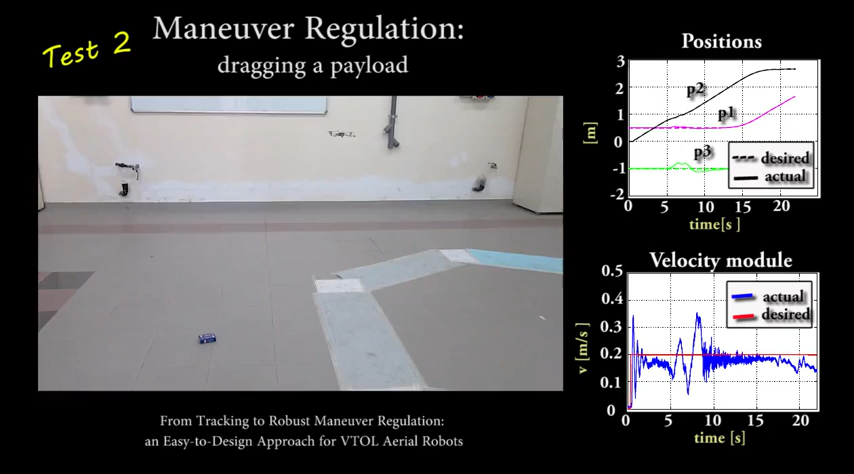 Test 2
Maneuver Regulation:
dragging a payload
Positions
3
2
1
0
-1
-2
[m]
p2
p1
p3
desired
actual
0 5 10 15 20
time[s ]
Velocity module
0.5
0.4
0.3
0.2
0.1
0
v [m/s ]
actual
desired
0 5 10 15 20
time [s]
From Tracking to Robust Maneuver Regulation:
an Easy-to-Design Approach for VTOL Aerial Robots